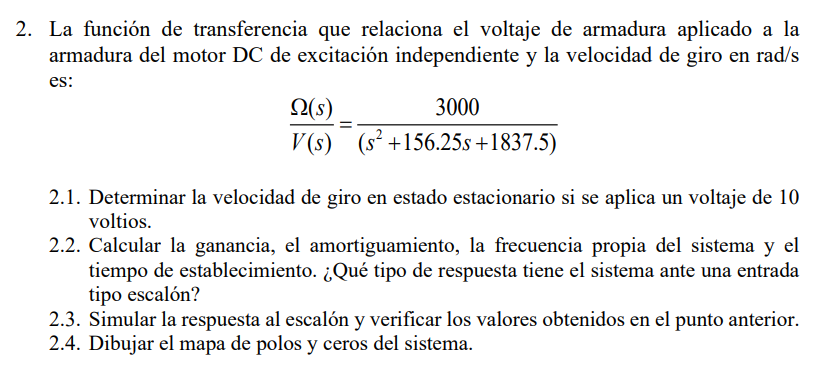 2. La función de transferencia que relaciona el voltaje de armadura aplicado a la
armadura del motor DC de excitación independiente y la velocidad de giro en rad/s
es:
Ω(s)/V(s) = 3000/(s² +156.25s+1837.5)
2.1. Determinar la velocidad de giro en estado estacionario si se aplica un voltaje de 10
voltios.
2.2. Calcular la ganancia, el amortiguamiento, la frecuencia propia del sistema y el
tiempo de establecimiento. ¿Qué tipo de respuesta tiene el sistema ante una entrada
tipo escalón?
2.3. Simular la respuesta al escalón y verificar los valores obtenidos en el punto anterior.
2.4. Dibujar el mapa de polos y ceros del sistema.